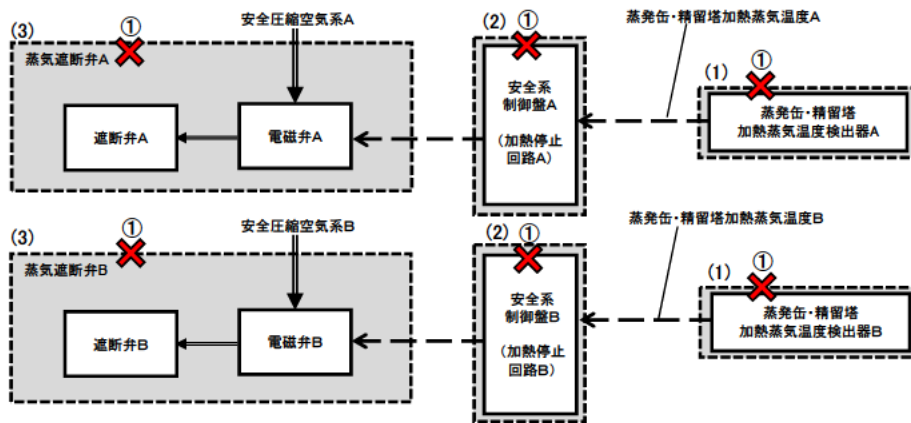 (3)
①
蒸気遮断弁A
安全圧縮空気系A
遮断弁A
電磁弁A
(2)
①
安全系
制御盤A
(加熱停止
回路A)
蒸発缶・精留塔加熱蒸気温度A
(1)
①
蒸発缶・精留塔
加熱蒸気温度検出器A
(3)
①
蒸気遮断弁B
安全圧縮空気系B
遮断弁B
電磁弁B
(2)
①
安全系
制御盤B
(加熱停止
回路B)
蒸発缶・精留塔加熱蒸気温度B
(1)
①
蒸発缶・精留塔
加熱蒸気温度検出器B